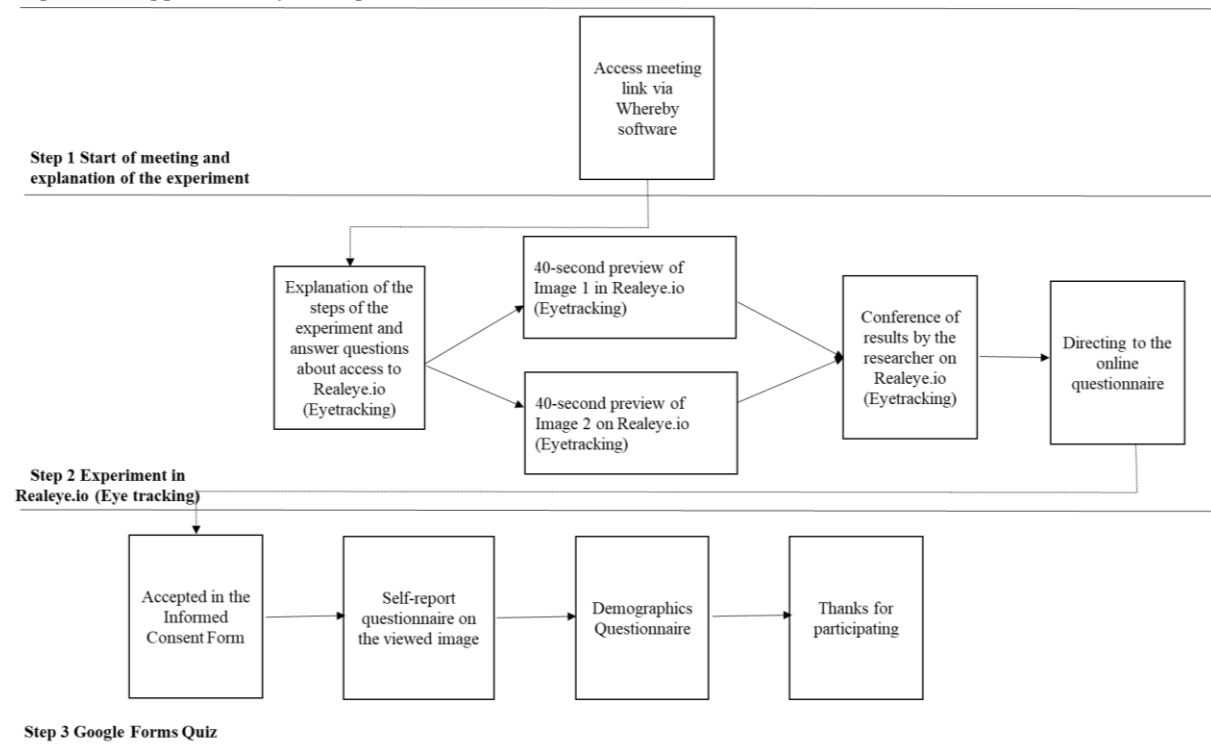 Access meeting
link via
Whereby
software
Step 1 Start of meeting and
explanation of the experiment
Explanation of the
steps of the
experiment and
answer questions
about access to
Realeye.io
(Eyetracking)
40-second preview of
Image 1 in Realeye.io
(Eyetracking)
40-second preview of
Image 2 on Realeye.io
(Eyetracking)
Conference of
results by the
researcher on
Realeye.io
(Eyetracking)
Directing to the
online
questionnaire
Step 2 Experiment in
Realeye.io (Eye tracking)
Accepted in the
Informed
Consent Form
Self-report
questionnaire on
the viewed image
Demographics
Questionnaire
Thanks for
participating
Step 3 Google Forms Quiz